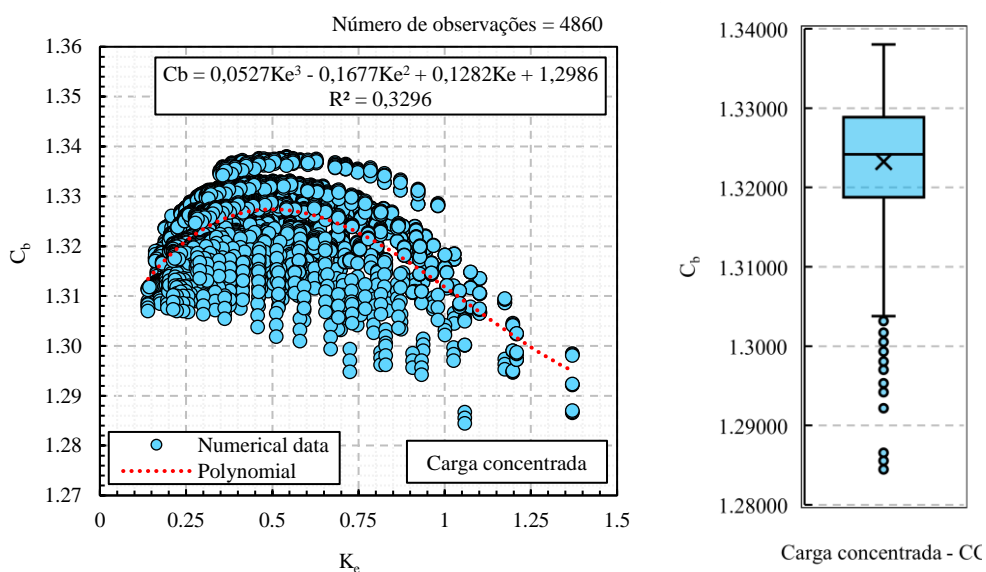 Número de observações = 4860
1.36
1.35
1.34
1.33
1.32
1.31
1.30
1.29
1.28
1.27
C_b
Cb = 0,0527Ke³ - 0,1677Ke² + 0,1282Ke + 1,2986
R² = 0,3296
Numerical data
Polynomial
Carga concentrada
0 0.25 0.5 0.75 1 1.25 1.5
K_e
1.34000
1.33000
1.32000
1.31000
1.30000
1.29000
1.28000
C_b
Carga concentrada - CC